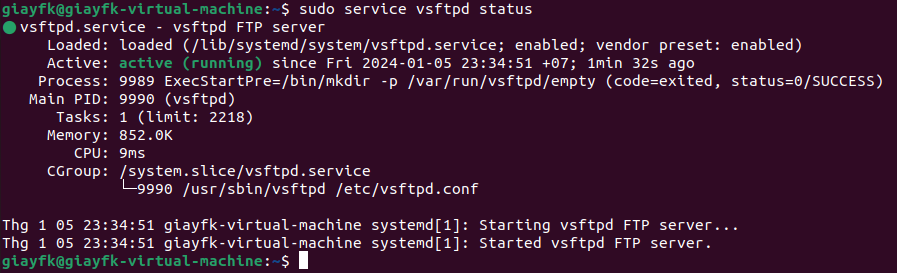 giayfk@giayfk-virtual-machine:~$ sudo service vsftpd status
● vsftpd.service - vsftpd FTP server
     Loaded: loaded (/lib/systemd/system/vsftpd.service; enabled; vendor preset: enabled)
     Active: active (running) since Fri 2024-01-05 23:34:51 +07; 1min 32s ago
    Process: 9989 ExecStartPre=/bin/mkdir -p /var/run/vsftpd/empty (code=exited, status=0/SUCCESS)
   Main PID: 9990 (vsftpd)
      Tasks: 1 (limit: 2218)
     Memory: 852.0K
        CPU: 9ms
     CGroup: /system.slice/vsftpd.service
             └─9990 /usr/sbin/vsftpd /etc/vsftpd.conf

Thg 1 05 23:34:51 giayfk-virtual-machine systemd[1]: Starting vsftpd FTP server...
Thg 1 05 23:34:51 giayfk-virtual-machine systemd[1]: Started vsftpd FTP server.
giayfk@giayfk-virtual-machine:~$